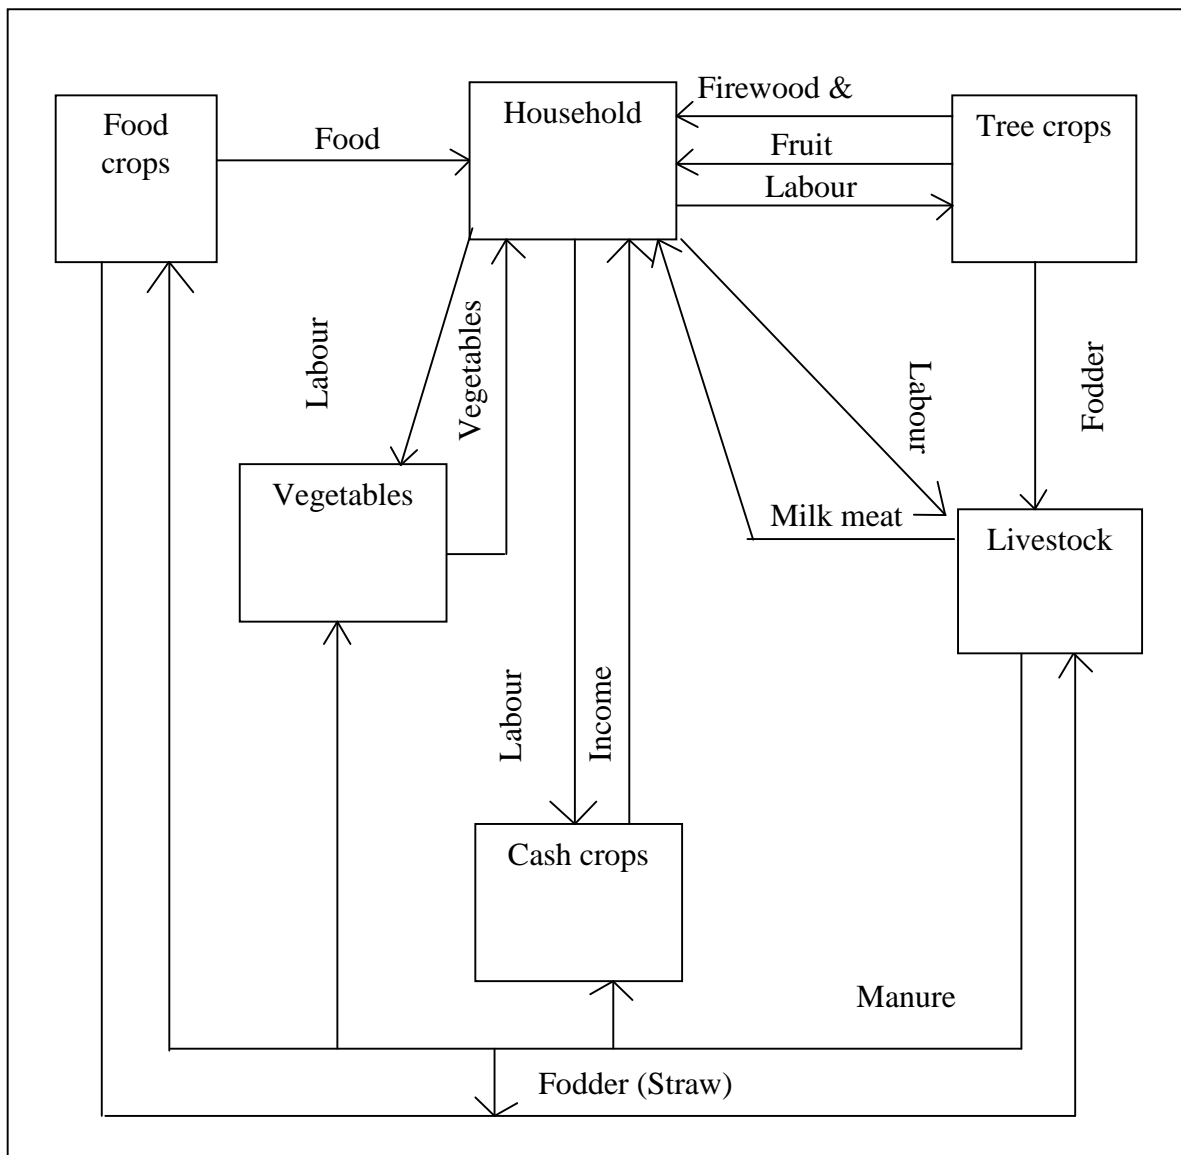 Food
crops
Food
Household
Firewood &
Fruit
Labour
Tree crops
Labour
Vegetables
Labour
Fodder
Vegetables
Milk meat
Livestock
Labour
Income
Cash crops
Manure
Fodder (Straw)